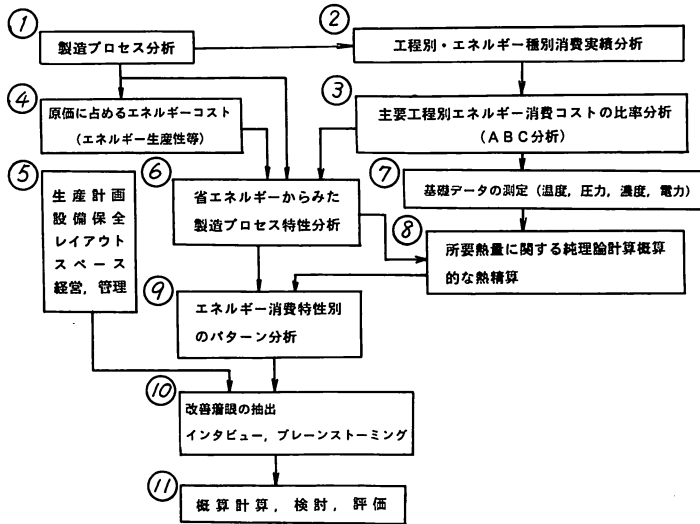 ①
製造プロセス分析
②
工程別・エネルギー種別消費実績分析
③
主要工程別エネルギー消費コストの比率分析
(ABC分析)
④
原価に占めるエネルギーコスト
(エネルギー生産性等)
⑤
生産計画
設備保全
レイアウト
スペース
経営，管理
⑥
省エネルギーからみた
製造プロセス特性分析
⑦
基礎データの測定(温度，圧力，濃度，電力)
⑧
所要熱量に関する純理論計算概算
的な熱精算
⑨
エネルギー消費特性別
のパターン分析
⑩
改善着眼の抽出
インタビュー，ブレーンストーミング
⑪
概算計算，検討，評価